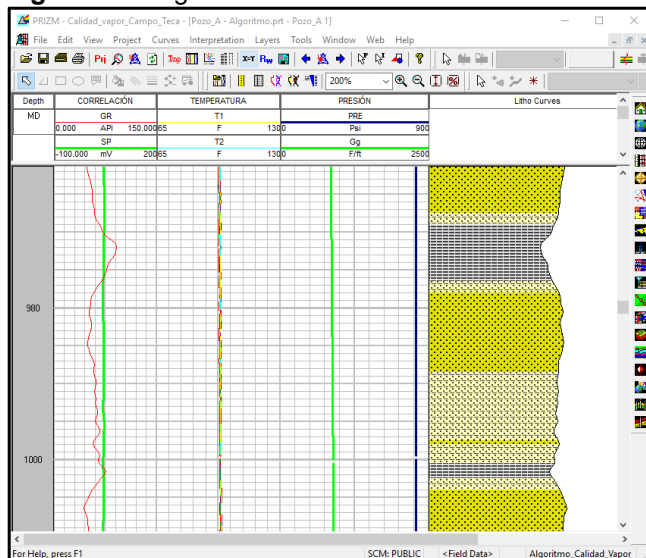 PRIZM - Calidad_vapor_Campo_Teca - [Pozo_A - Algoritmo.prt - Pozo_A 1]
File Edit View Project Curves Interpretation Layers Tools Window Web Help
Prj Top X=Y Rw
200%
Depth CORRELACIÓN TEMPERATURA PRESIÓN Litho Curves
MD GR T1 PRE
0.000 API 150.000 65 F 130 0 Psi 900
SP T2 Gg
-100.000 mV 200 65 F 130 0 F/ft 2500
980
1000
For Help, press F1 SCM: PUBLIC <Field Data> Algoritmo_Calidad_Vapor